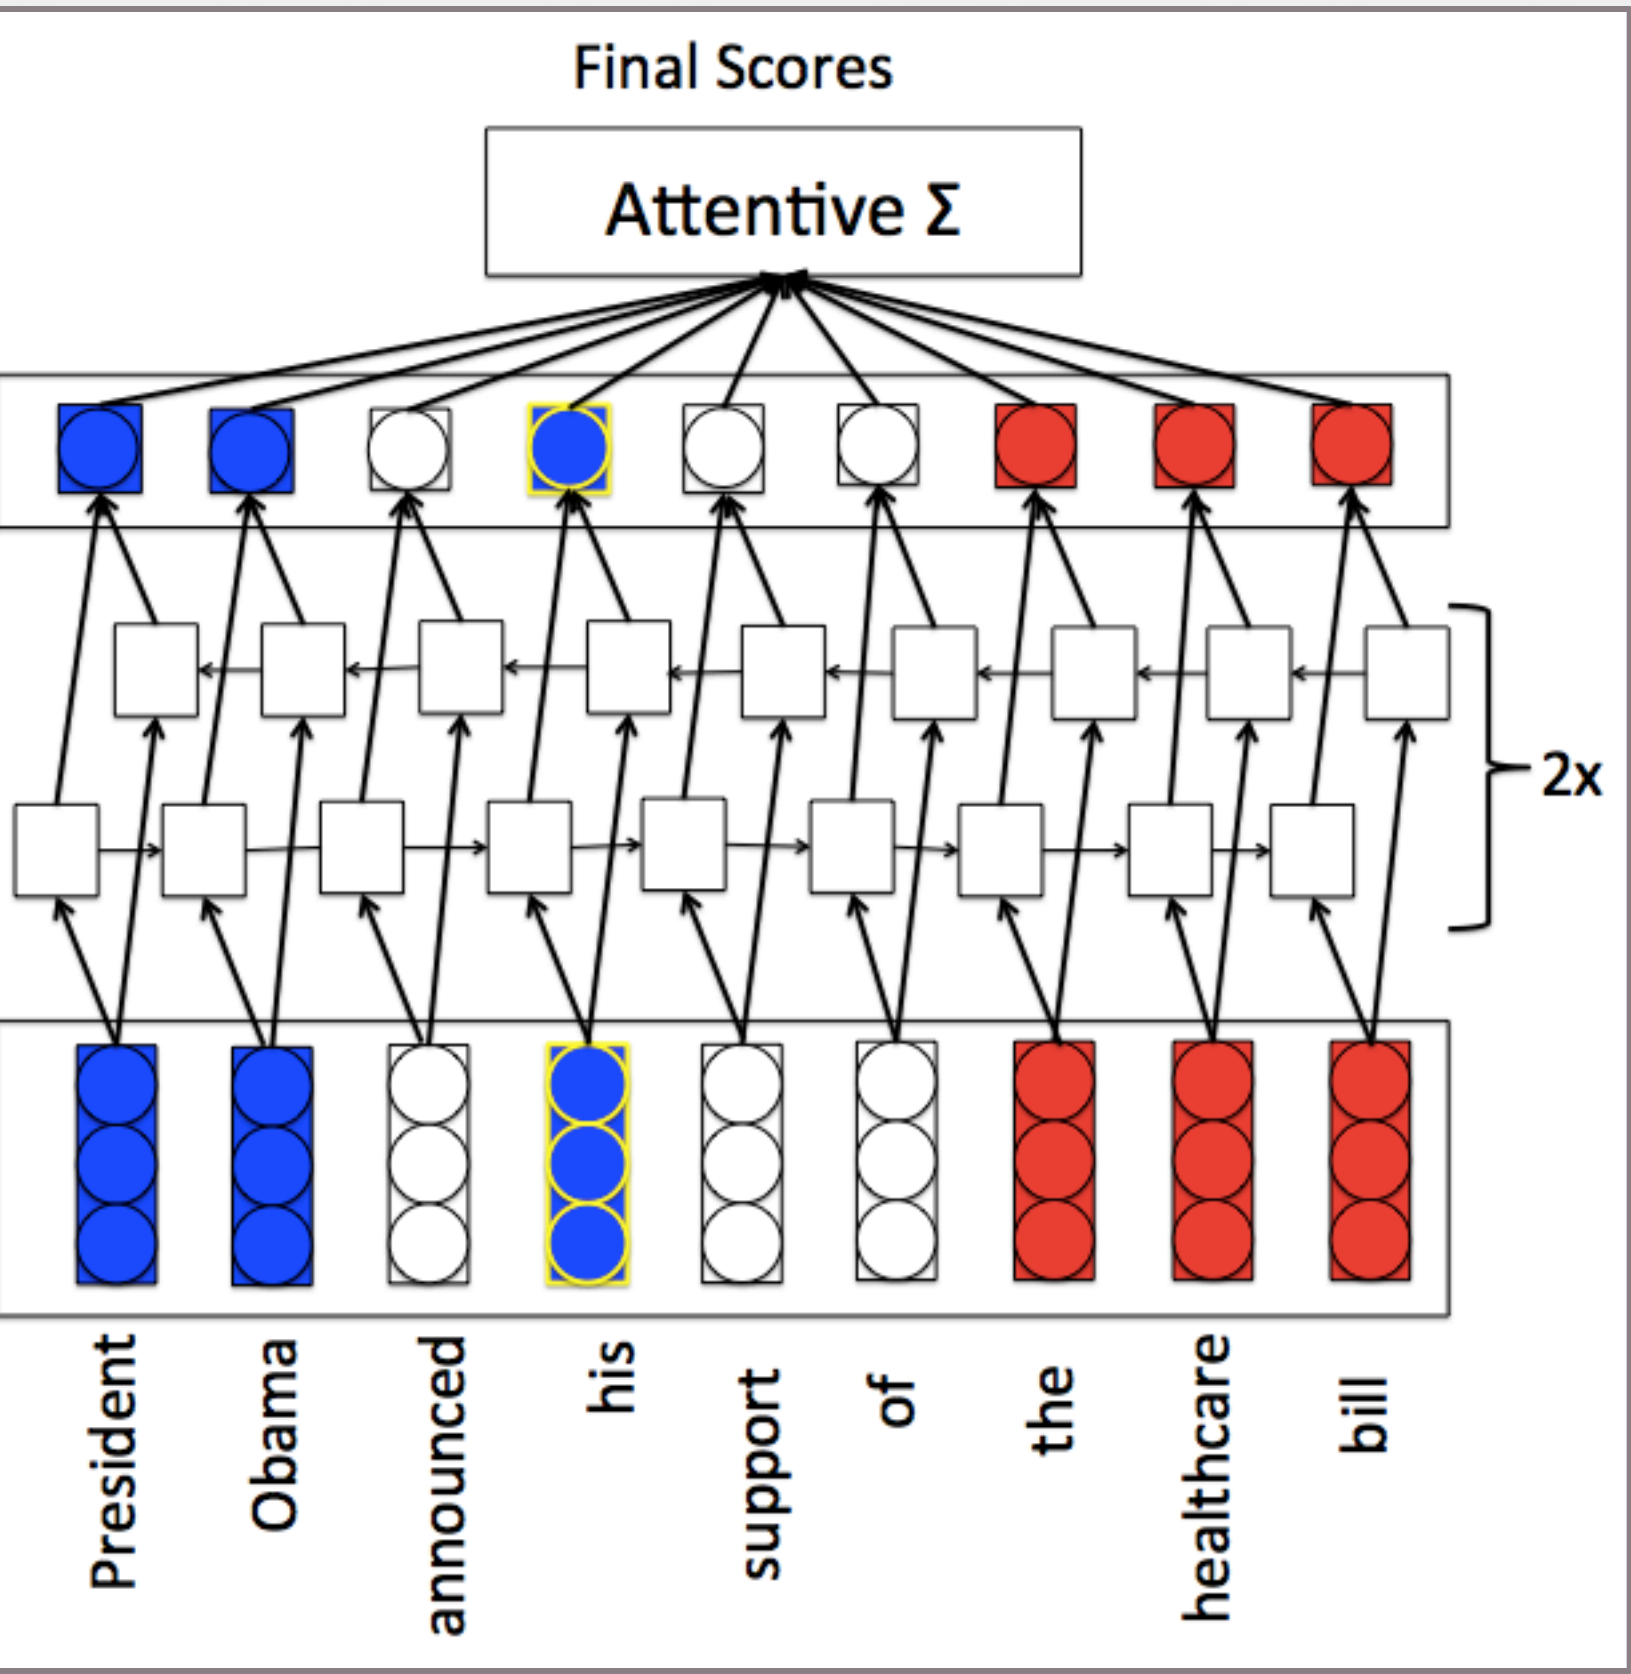 Final Scores
Attentive Σ
2x
President
Obama
announced
his
support
of
the
healthcare
bill